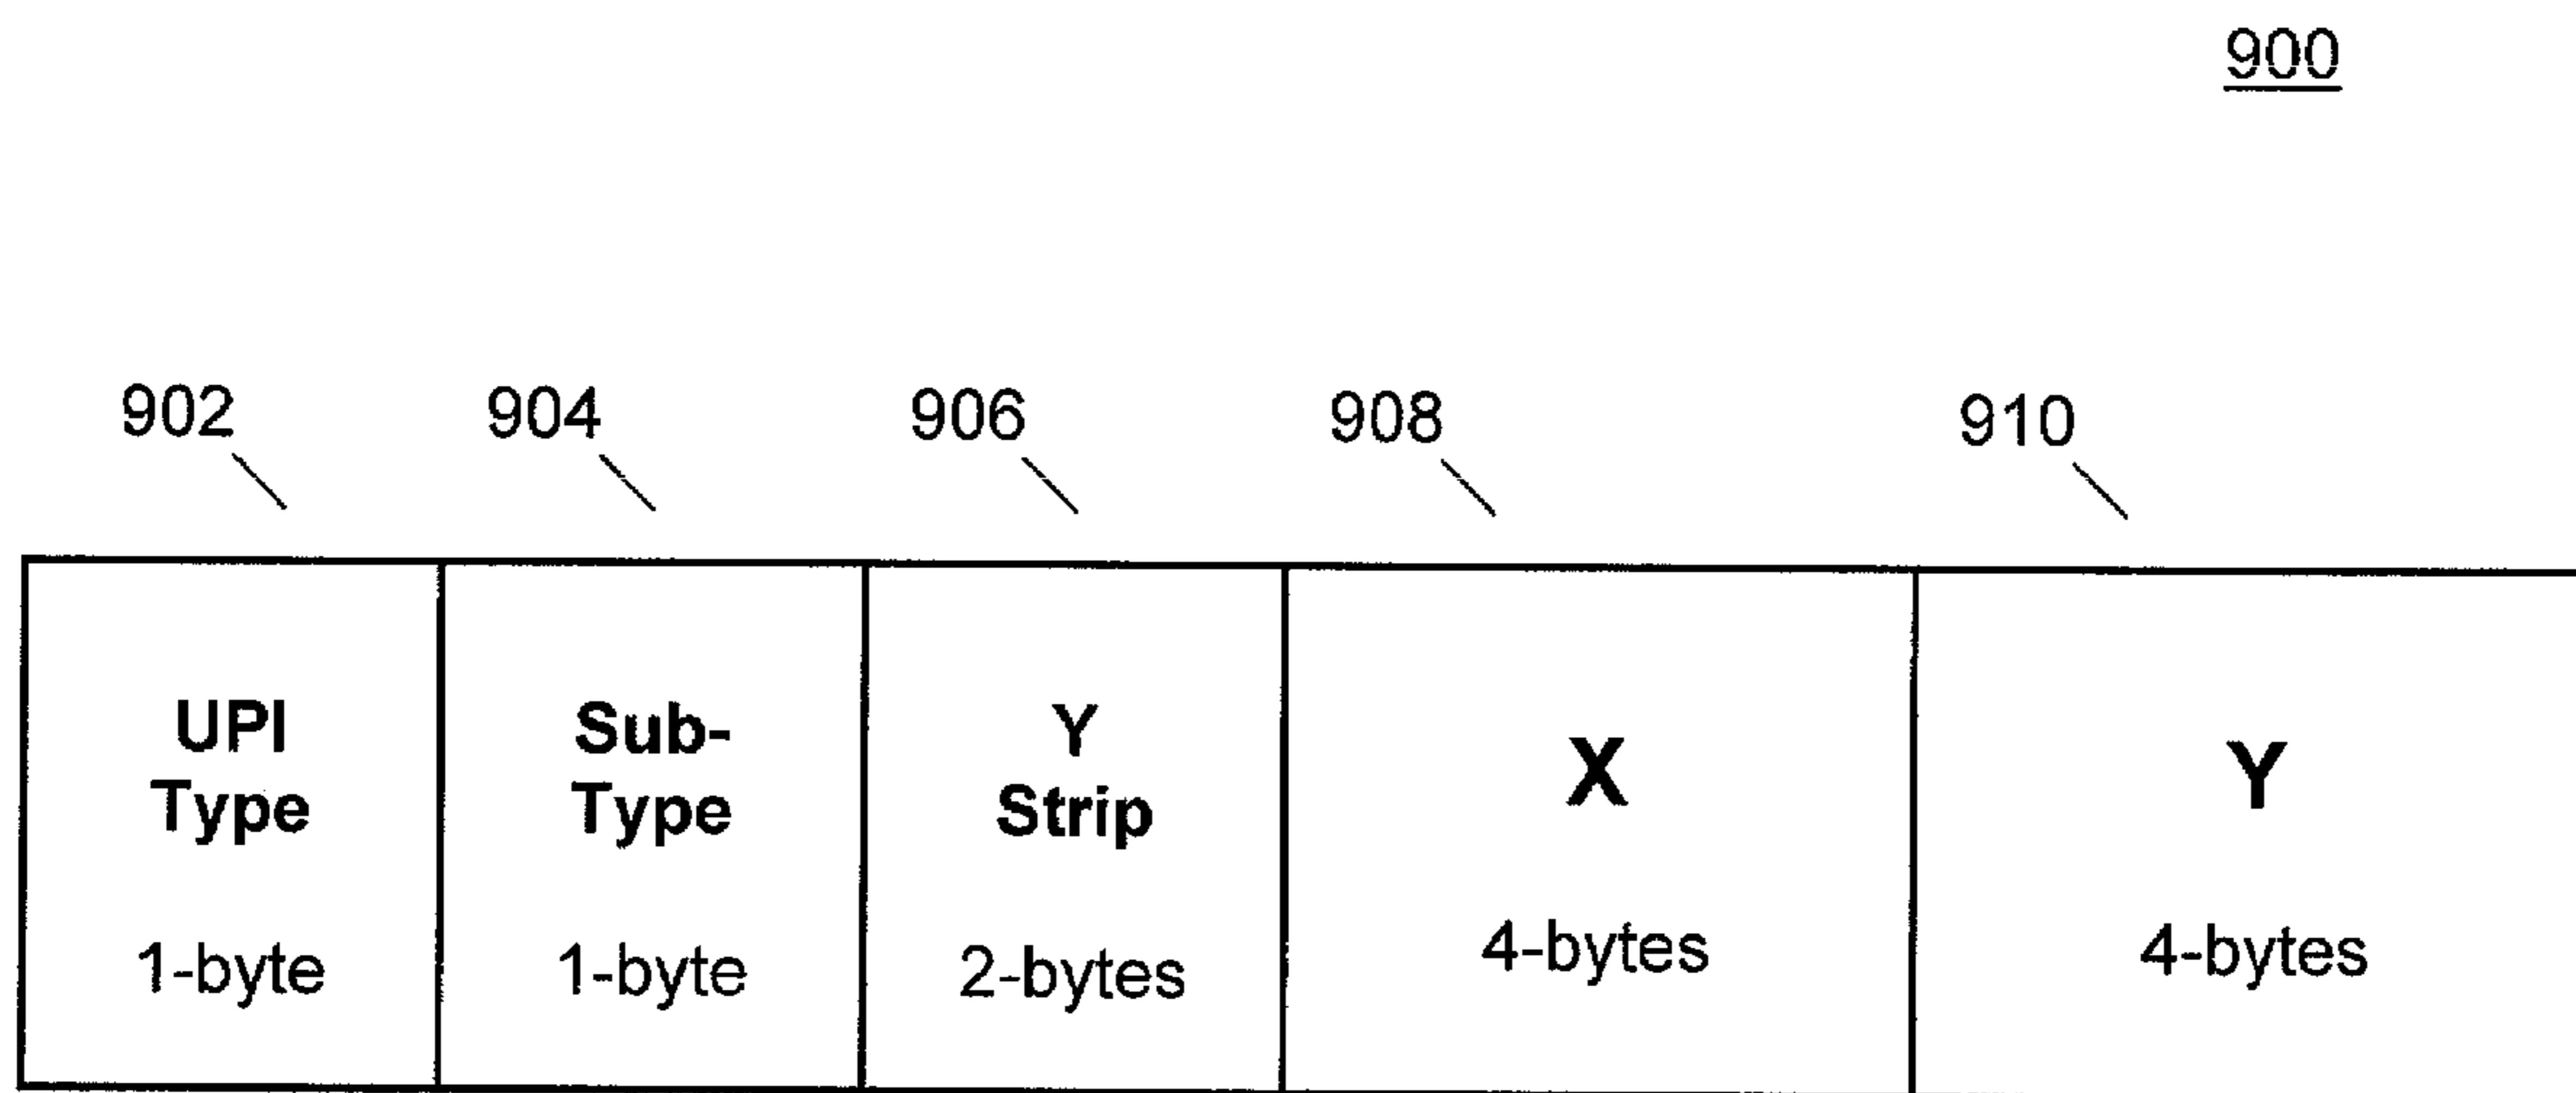 900
902 904 906 908 910
UPI
Type
1-byte
Sub-
Type
1-byte
Y
Strip
2-bytes
X
4-bytes
Y
4-bytes